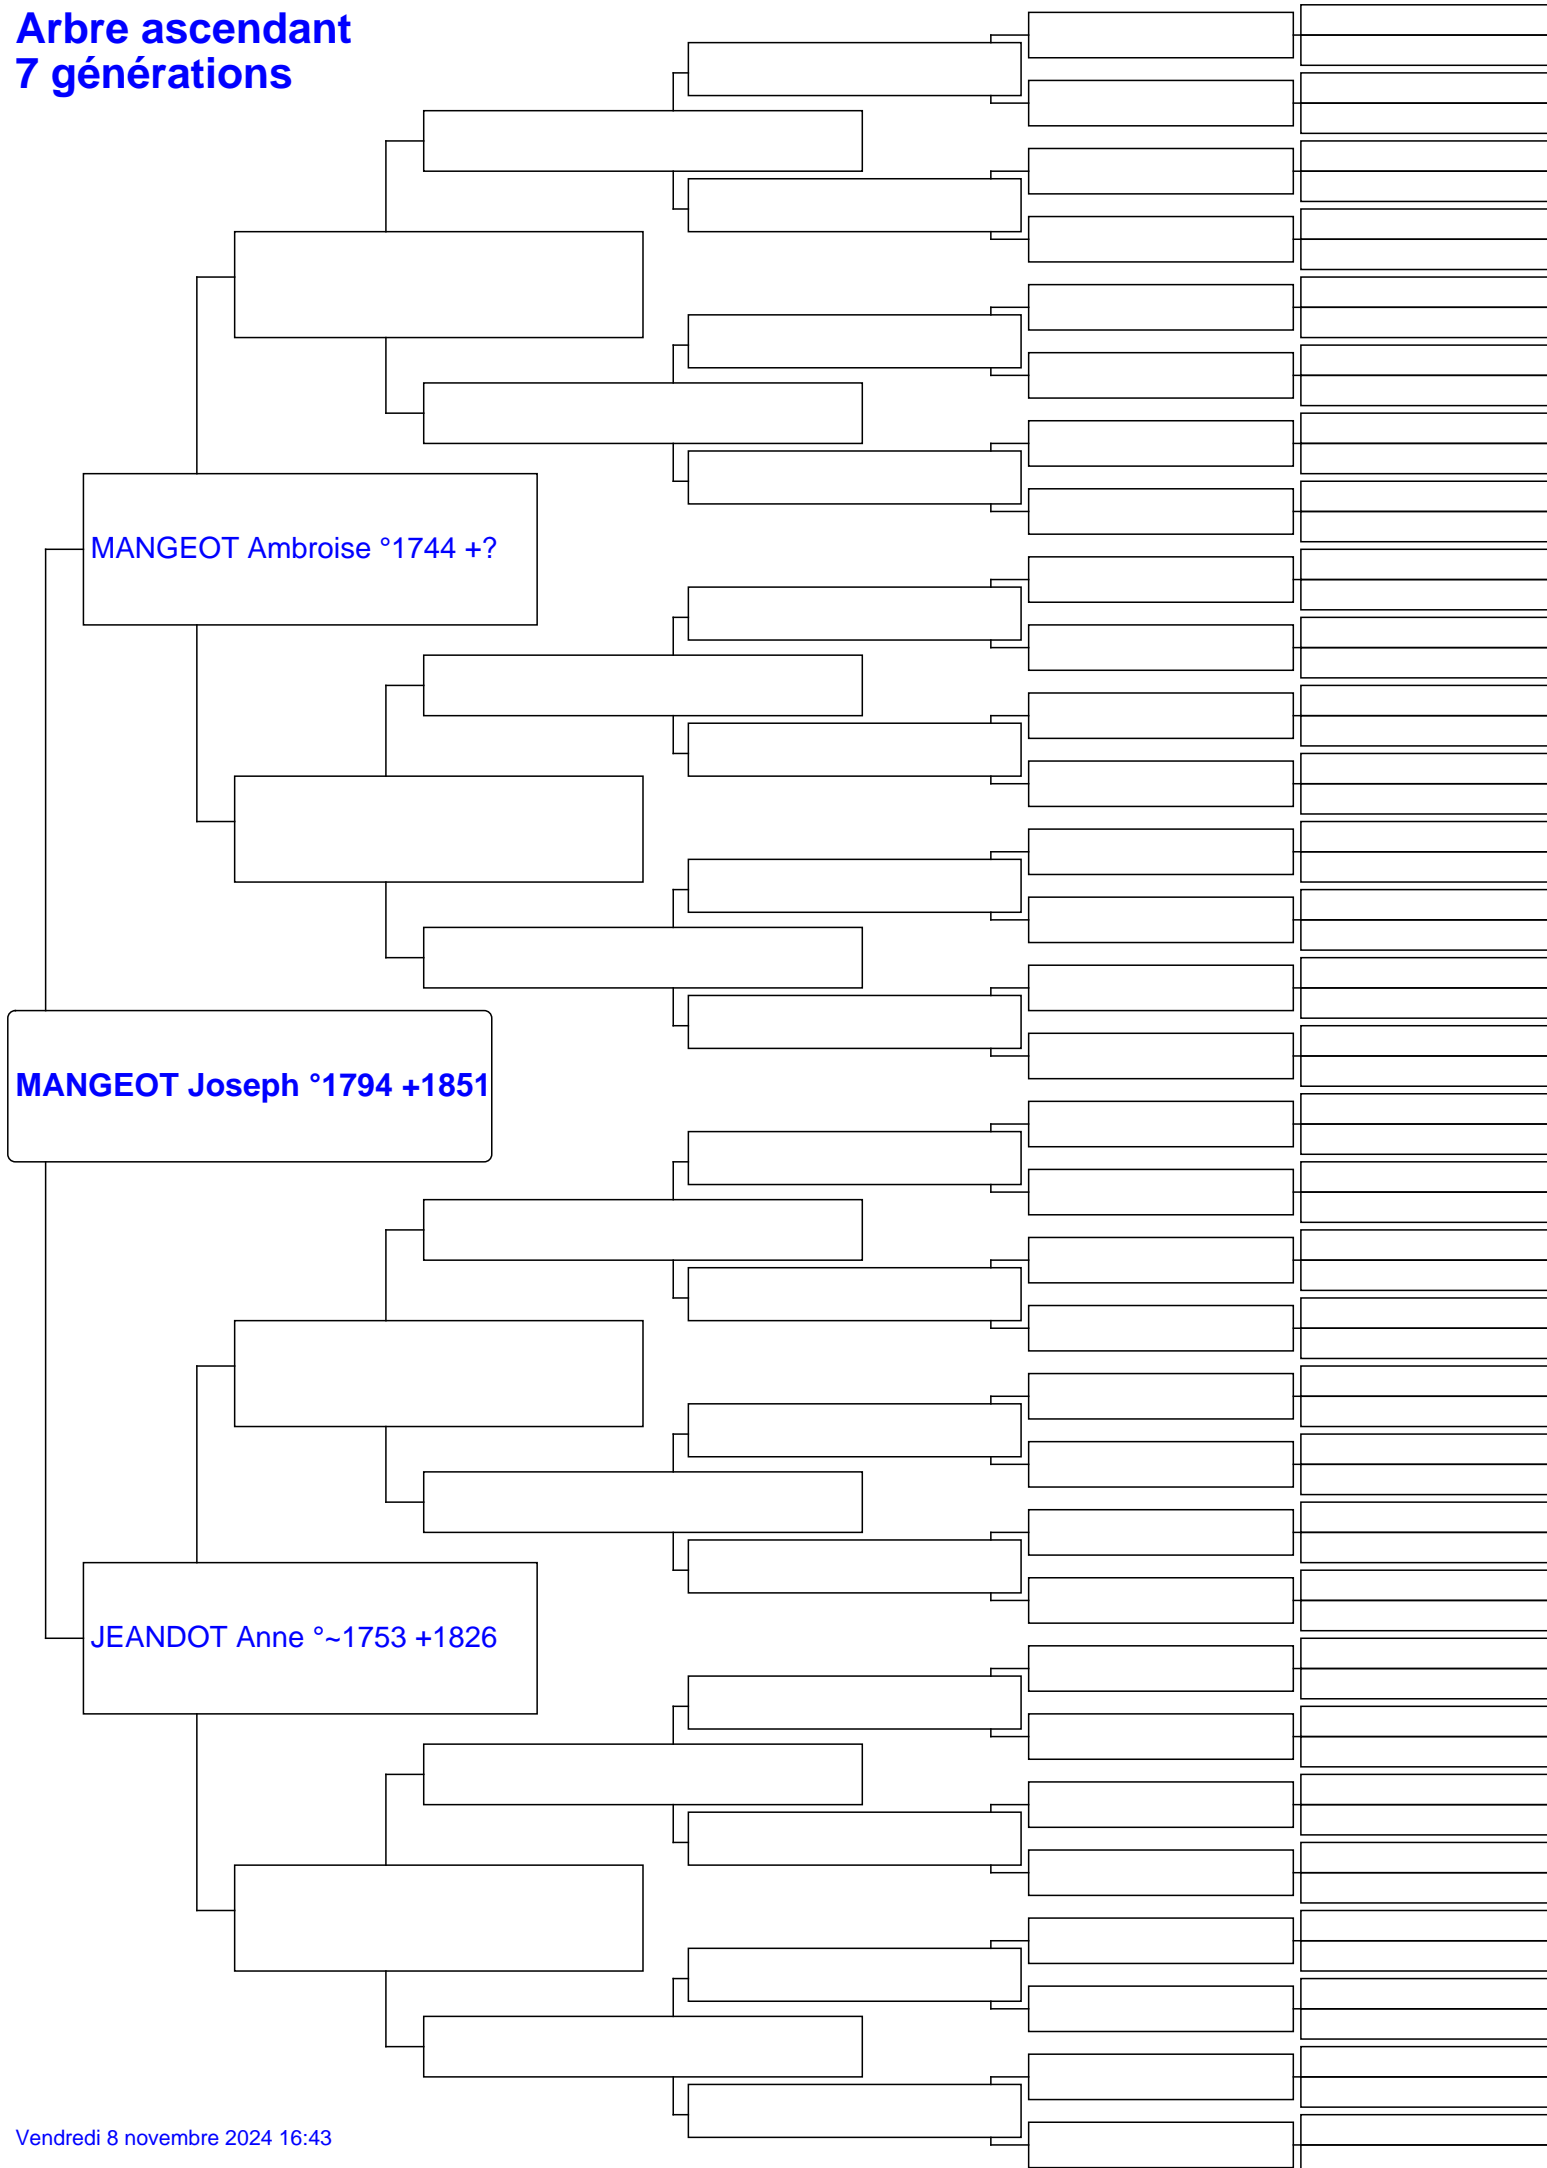 Arbre ascendant
7 générations
MANGEOT Ambroise °1744 +?
MANGEOT Joseph °1794 +1851
JEANDOT Anne °~1753 +1826
Vendredi 8 novembre 2024 16:43